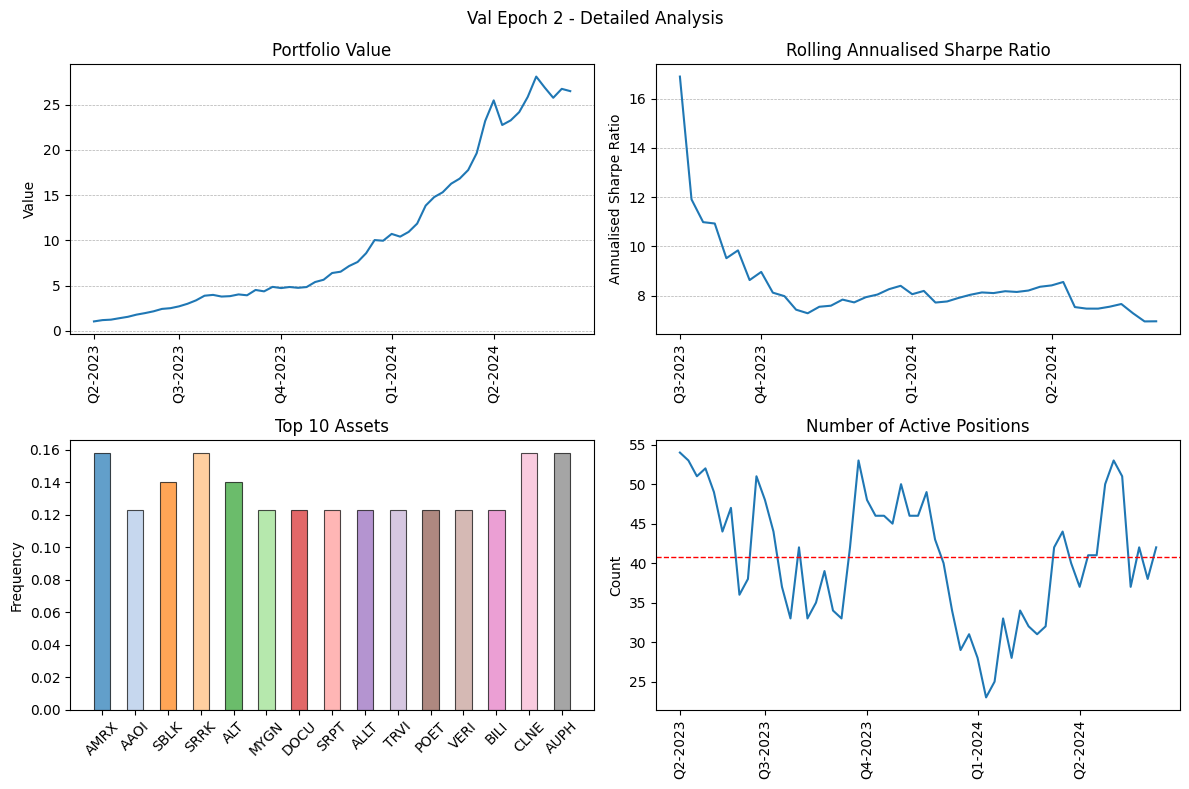 Val Epoch 2 - Detailed Analysis
Portfolio Value
Value
25
20
15
10
5
0
Q2-2023
Q3-2023
Q4-2023
Q1-2024
Q2-2024
Rolling Annualised Sharpe Ratio
Annualised Sharpe Ratio
16
14
12
10
8
Q3-2023
Q4-2023
Q1-2024
Q2-2024
Top 10 Assets
Frequency
0.16
0.14
0.12
0.10
0.08
0.06
0.04
0.02
0.00
AMRX
AAOI
SBLK
SRRK
ALT
MYGN
DOCU
SRPT
ALLT
TRVI
POET
VERI
BILI
CLNE
AUPH
Number of Active Positions
Count
55
50
45
40
35
30
25
Q2-2023
Q3-2023
Q4-2023
Q1-2024
Q2-2024